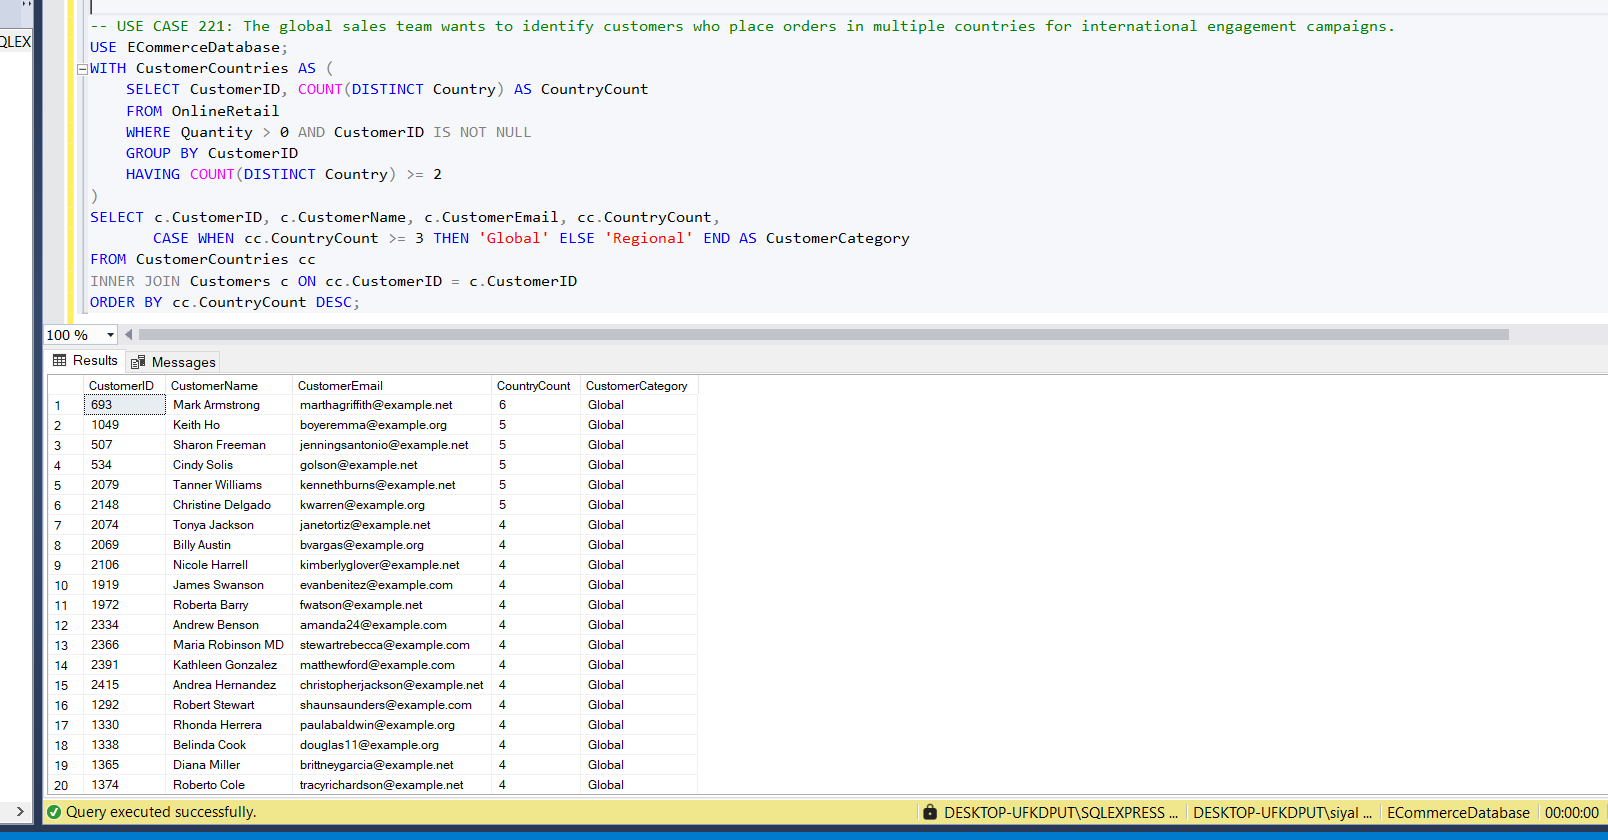 QLEX
-- USE CASE 221: The global sales team wants to identify customers who place orders in multiple countries for international engagement campaigns.
USE ECommerceDatabase;
WITH CustomerCountries AS (
SELECT CustomerID, COUNT(DISTINCT Country) AS CountryCount
FROM OnlineRetail
WHERE Quantity > 0 AND CustomerID IS NOT NULL
GROUP BY CustomerID
HAVING COUNT(DISTINCT Country) >= 2
)
SELECT c.CustomerID, c.CustomerName, c.CustomerEmail, cc.CountryCount,
CASE WHEN cc.CountryCount >= 3 THEN 'Global' ELSE 'Regional' END AS CustomerCategory
FROM CustomerCountries cc
INNER JOIN Customers c ON cc.CustomerID = c.CustomerID
ORDER BY cc.CountryCount DESC;
100 %
Results Messages
CustomerID CustomerName CustomerEmail CountryCount CustomerCategory
1 693 Mark Armstrong marthagriffith@example.net 6 Global
2 1049 Keith Ho boyeremma@example.org 5 Global
3 507 Sharon Freeman jenningsantonio@example.net 5 Global
4 534 Cindy Solis golson@example.net 5 Global
5 2079 Tanner Williams kennethburns@example.net 5 Global
6 2148 Christine Delgado kwarren@example.org 5 Global
7 2074 Tonya Jackson janetortiz@example.net 4 Global
8 2069 Billy Austin bvargas@example.org 4 Global
9 2106 Nicole Harrell kimberlyglover@example.net 4 Global
10 1919 James Swanson evanbenitez@example.com 4 Global
11 1972 Roberta Barry fwatson@example.net 4 Global
12 2334 Andrew Benson amanda24@example.com 4 Global
13 2366 Maria Robinson MD stewartrebecca@example.com 4 Global
14 2391 Kathleen Gonzalez matthewford@example.com 4 Global
15 2415 Andrea Hernandez christopherjackson@example.net 4 Global
16 1292 Robert Stewart shaunsaunders@example.com 4 Global
17 1330 Rhonda Herrera paulabaldwin@example.org 4 Global
18 1338 Belinda Cook douglas11@example.org 4 Global
19 1365 Diana Miller brittneygarcia@example.net 4 Global
20 1374 Roberto Cole tracyrichardson@example.net 4 Global
Query executed successfully. DESKTOP-UFKDPUT\SQLEXPRESS ... DESKTOP-UFKDPUT\siyal ... ECommerceDatabase 00:00:00